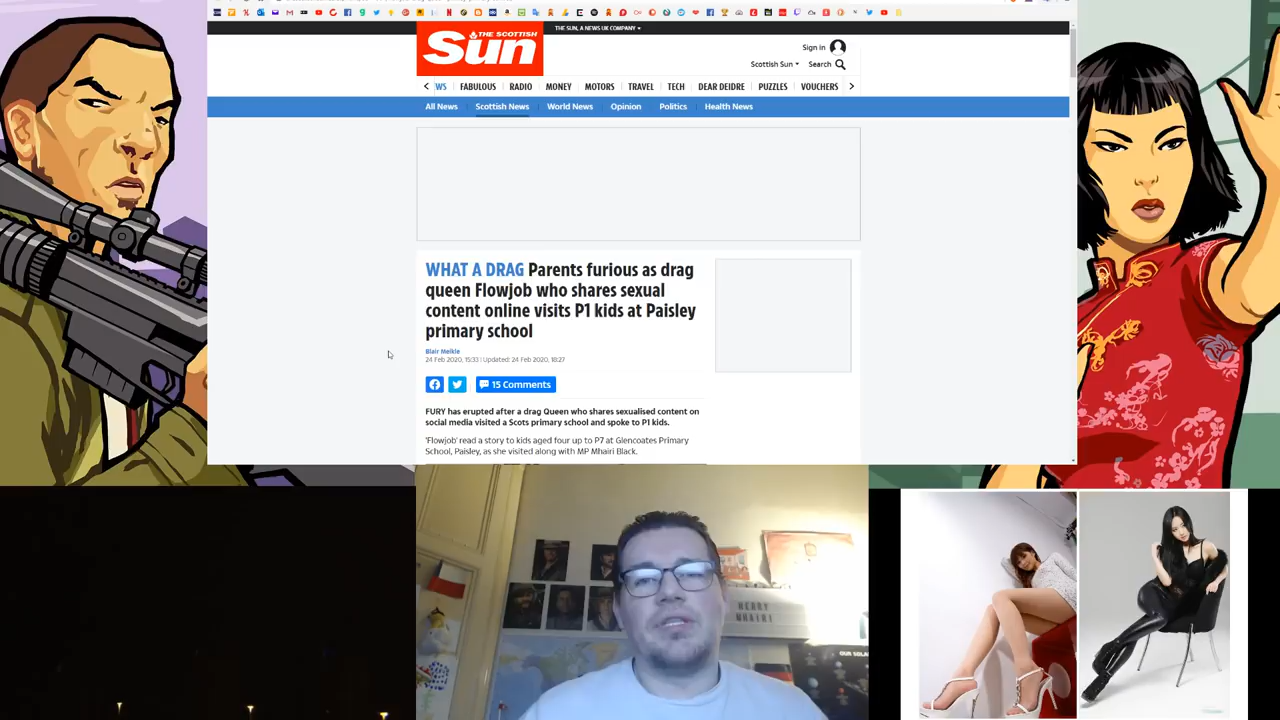 THE SCOTTISH
Sun
THE SUN, A NEWS UK COMPANY
Sign in
Scottish Sun
Search
WS FABULOUS RADIO MONEY MOTORS TRAVEL TECH DEAR DEIDRE PUZZLES VOUCHERS
All News Scottish News World News Opinion Politics Health News
WHAT A DRAG Parents furious as drag
queen Flowjob who shares sexual
content online visits P1 kids at Paisley
primary school
Blair Meikle
24 Feb 2020, 15:33 | Updated: 24 Feb 2020, 18:27
15 Comments
FURY has erupted after a drag Queen who shares sexualised content on
social media visited a Scots primary school and spoke to P1 kids.
'Flowjob' read a story to kids aged four up to P7 at Glencoates Primary
School, Paisley, as she visited along with MP Mhairi Black.
KERRY
MHAIRI
OUR SOLA